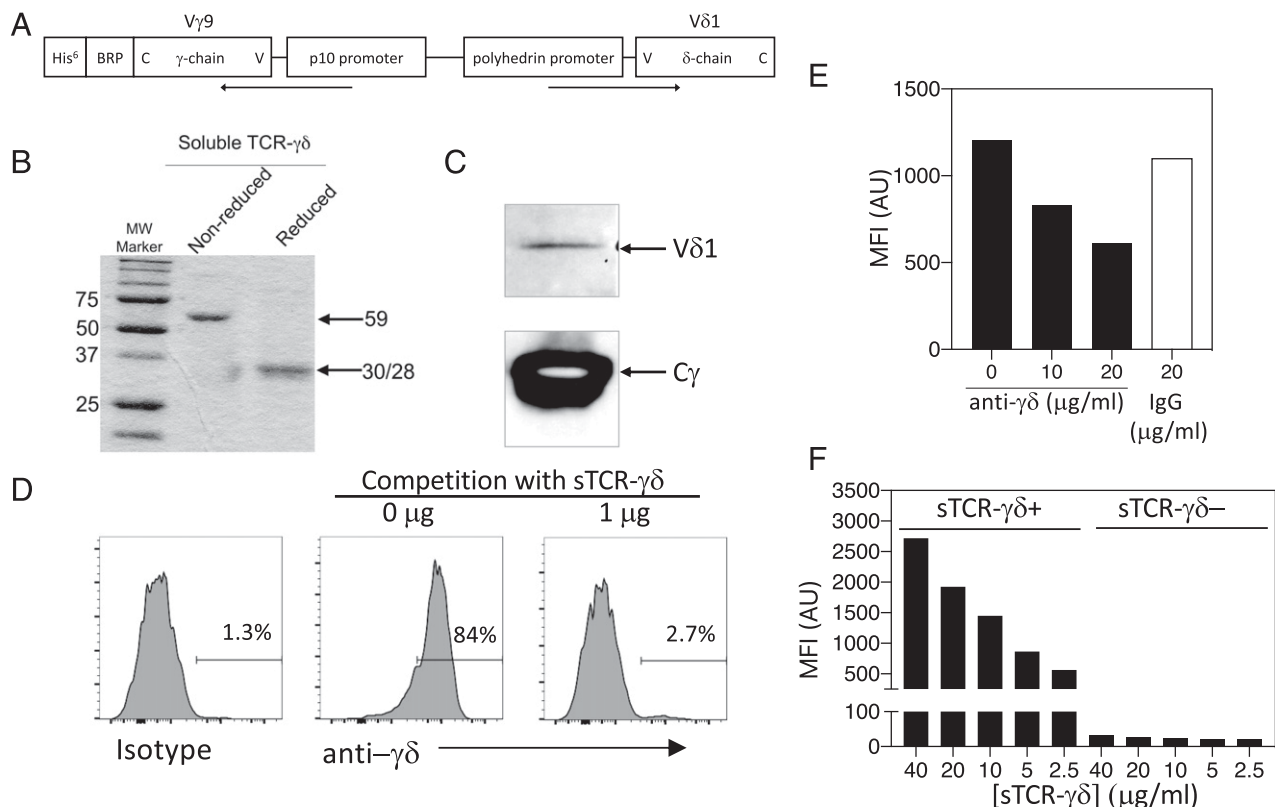 A
Vγ9
Vδ1
His⁶ BRP C γ-chain V p10 promoter polyhedrin promoter V δ-chain C
B
Soluble TCR-γδ
Non-reduced
Reduced
MW
Marker
75
50
37
25
59
30/28
C
Vδ1
Cγ
D
Competition with sTCR-γδ
0 μg
1 μg
1.3%
84%
2.7%
Isotype
anti–γδ
E
1500
1000
500
0
MFI (AU)
0 10 20 20
anti-γδ (μg/ml) IgG
(μg/ml)
F
3500
3000
2500
2000
1500
1000
500
100
0
MFI (AU)
sTCR-γδ+ sTCR-γδ–
40 20 10 5 2.5 40 20 10 5 2.5
[sTCR-γδ] (μg/ml)